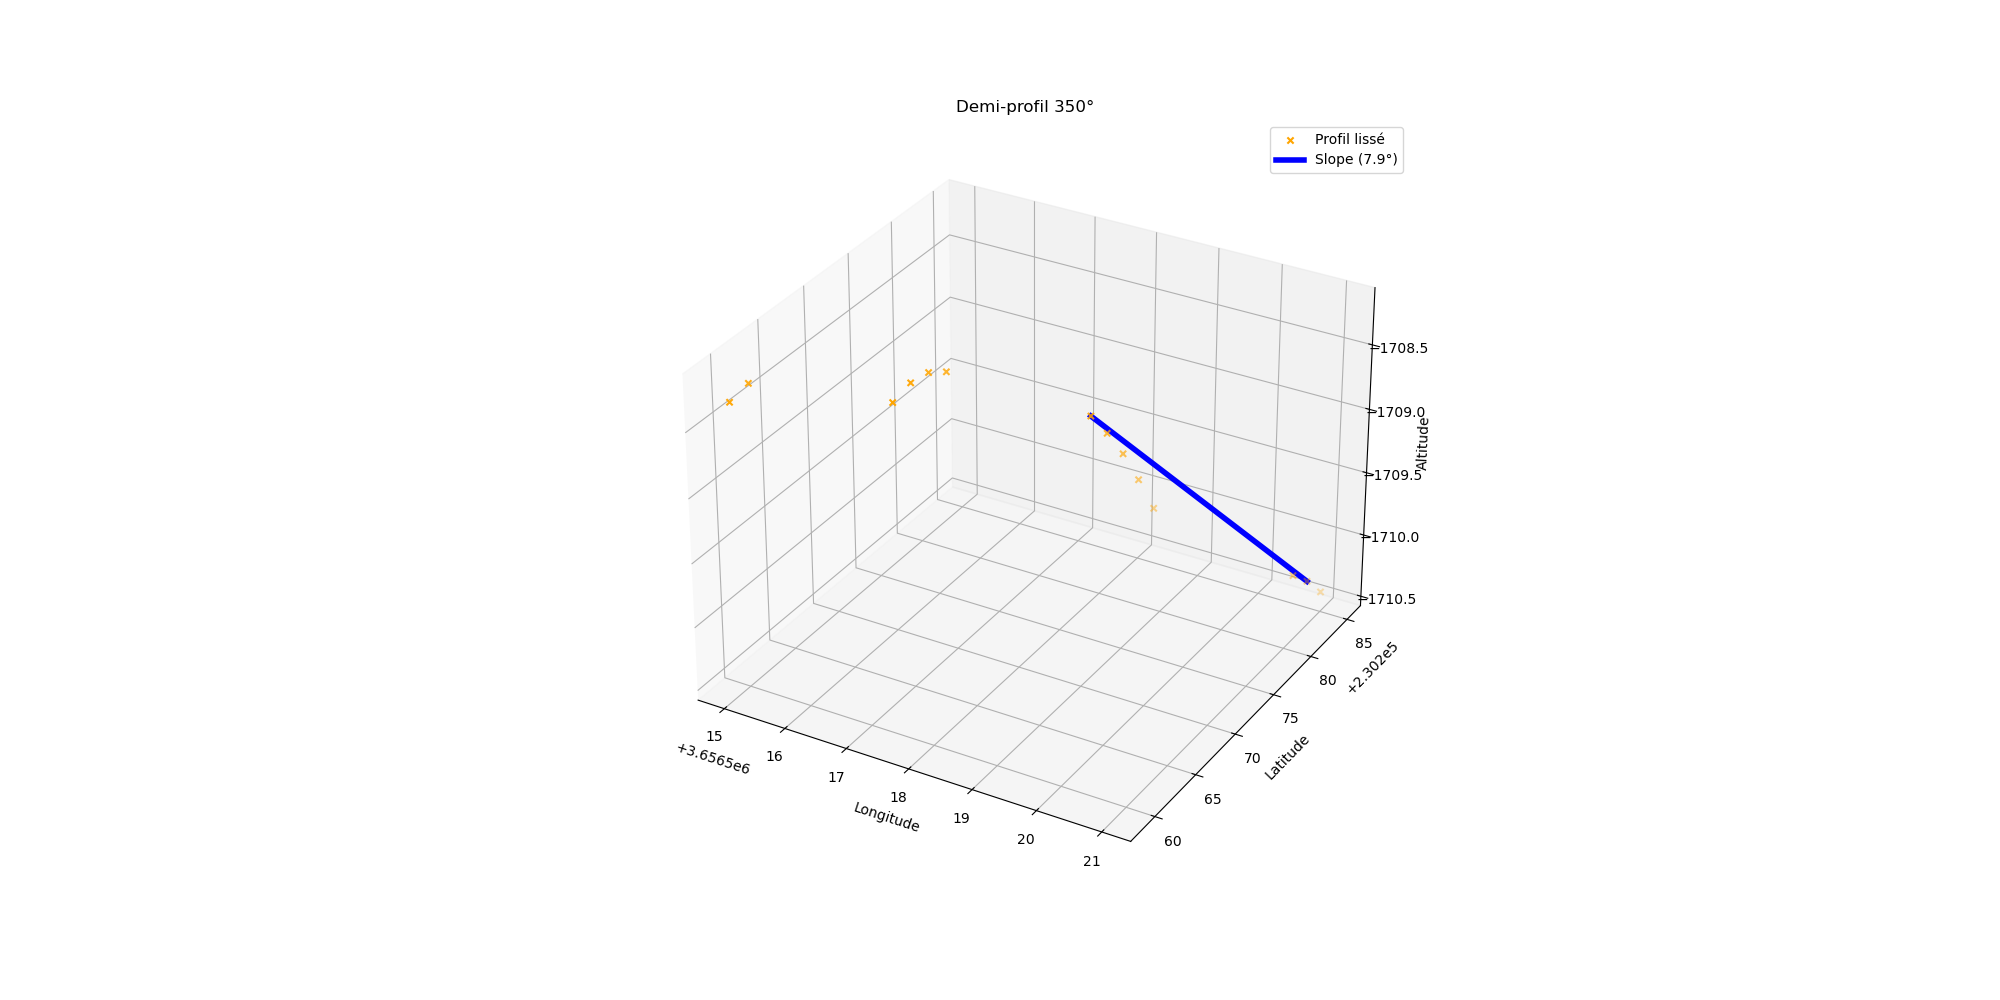 Demi-profil 350°
Profil lissé
Slope (7.9°)
−1708.5
−1709.0
−1709.5
−1710.0
−1710.5
Altitude
85
80
75
70
65
60
+2.302e5
Latitude
15
16
17
18
19
20
21
+3.6565e6
Longitude